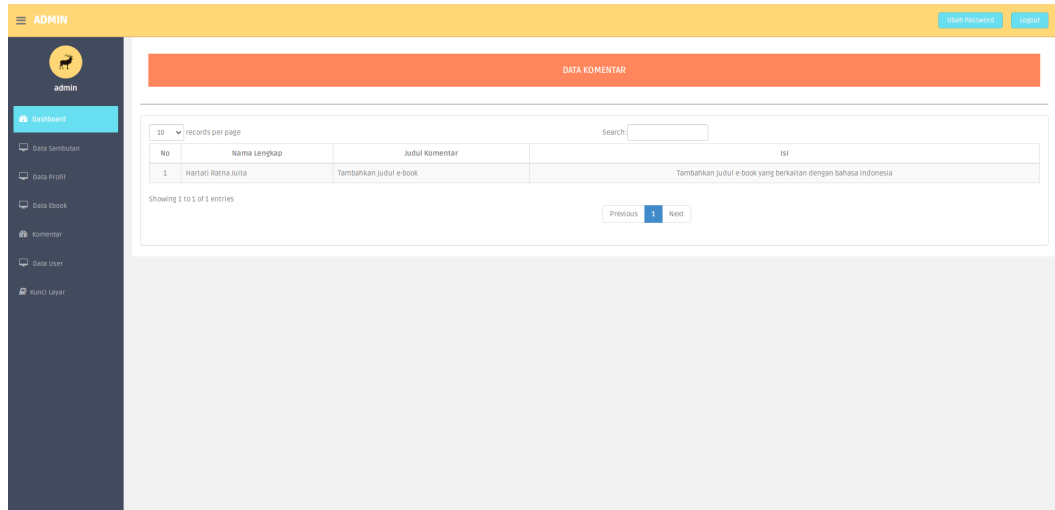 ADMIN
Ubah Password
Logout
admin
DATA KOMENTAR
Dashboard
Data Sambutan
Data Profil
Data Ebook
Komentar
Data User
Kunci Layar
10 records per page
Search:
No Nama Lengkap Judul Komentar Isi
1 Hartati Ratna Juita Tambahkan judul e-book Tambahkan judul e-book yang berkaitan dengan bahasa indonesia
Showing 1 to 1 of 1 entries
Previous 1 Next